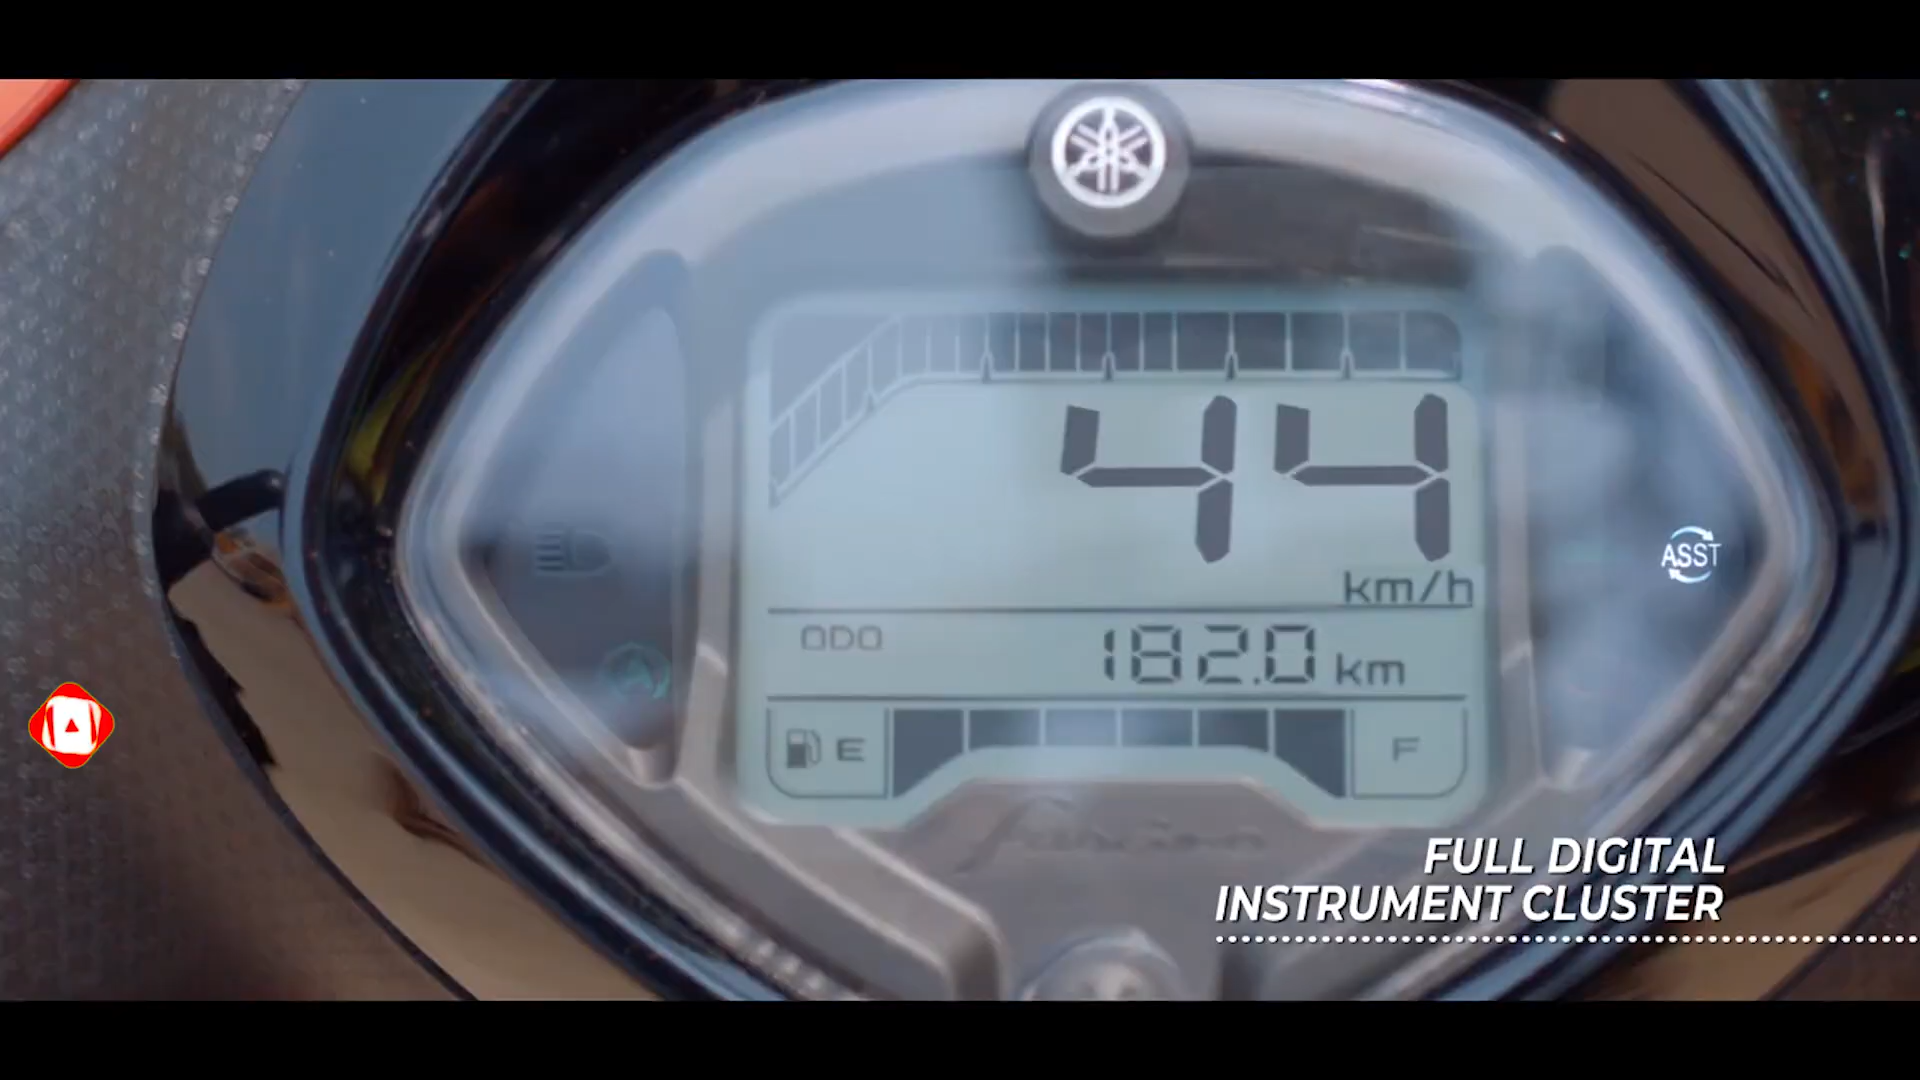 44
km/h
ODO 182.0 km
E F
ASST
FULL DIGITAL
INSTRUMENT CLUSTER